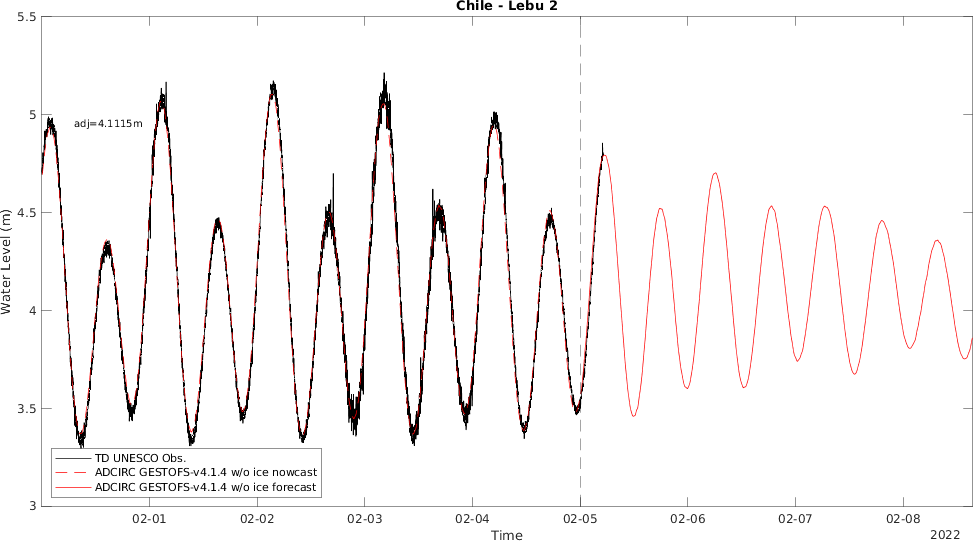 Chile - Lebu 2
5.5
5
4.5
4
3.5
3
Water Level (m)
adj=4.1115m
TD UNESCO Obs.
ADCIRC GESTOFS-v4.1.4 w/o ice nowcast
ADCIRC GESTOFS-v4.1.4 w/o ice forecast
02-01 02-02 02-03 02-04 02-05 02-06 02-07 02-08
Time
2022